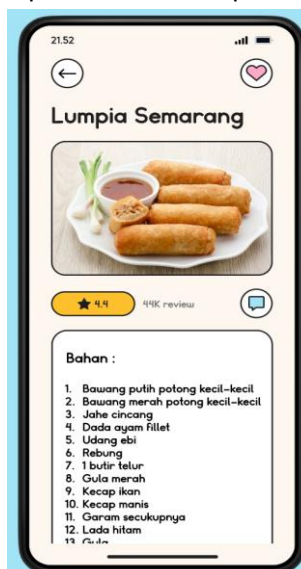 21.52
Lumpia Semarang
4.4
44K review
Bahan :
1. Bawang putih potong kecil-kecil
2. Bawang merah potong kecil-kecil
3. Jahe cincang
4. Dada ayam fillet
5. Udang ebi
6. Rebung
7. 1 butir telur
8. Gula merah
9. Kecap ikan
10. Kecap manis
11. Garam secukupnya
12. Lada hitam
13. Gula